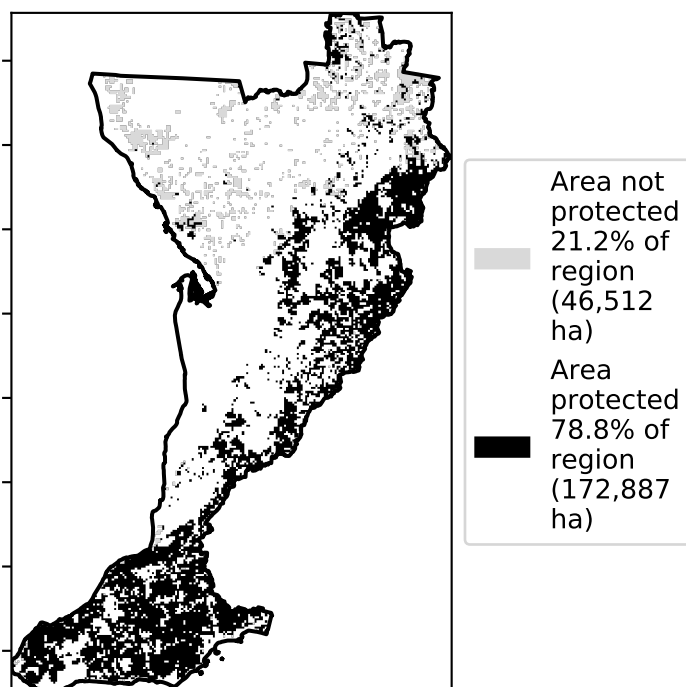 Area not
protected
21.2% of
region
(46,512
ha)
Area
protected
78.8% of
region
(172,887
ha)